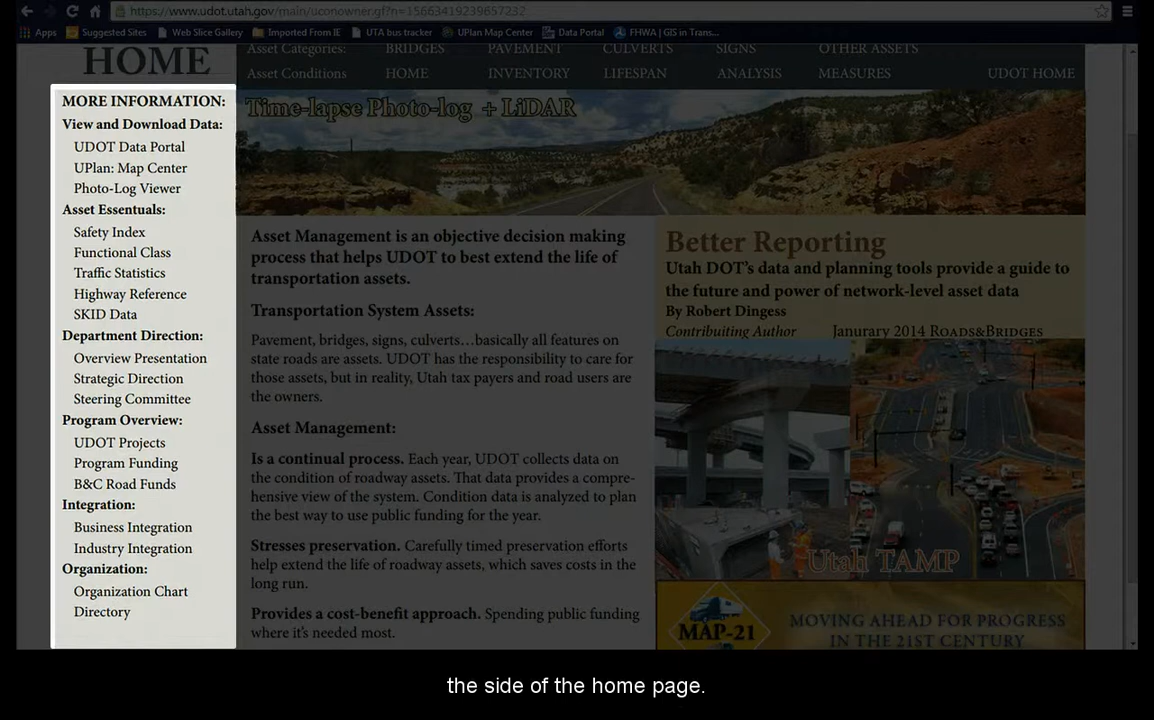 https://www.udot.utah.gov/main/uconowner.gf?n=15663419239657232
Apps Suggested Sites Web Slice Gallery Imported From IE UTA bus tracker UPlan Map Center Data Portal FHWA | GIS in Trans...
HOME
Asset Categories: BRIDGES PAVEMENT CULVERTS SIGNS OTHER ASSETS
Asset Conditions HOME INVENTORY LIFESPAN ANALYSIS MEASURES UDOT HOME
MORE INFORMATION:
View and Download Data:
UDOT Data Portal
UPlan: Map Center
Photo-Log Viewer
Asset Essentuals:
Safety Index
Functional Class
Traffic Statistics
Highway Reference
SKID Data
Department Direction:
Overview Presentation
Strategic Direction
Steering Committee
Program Overview:
UDOT Projects
Program Funding
B&C Road Funds
Integration:
Business Integration
Industry Integration
Organization:
Organization Chart
Directory
Time-lapse Photo-log + LiDAR
Asset Management is an objective decision making
process that helps UDOT to best extend the life of
transportation assets.
Transportation System Assets:
Pavement, bridges, signs, culverts…basically all features on
state roads are assets. UDOT has the responsibility to care for
those assets, but in reality, Utah tax payers and road users are
the owners.
Asset Management:
Is a continual process. Each year, UDOT collects data on
the condition of roadway assets. That data provides a compre-
hensive view of the system. Condition data is analyzed to plan
the best way to use public funding for the year.
Stresses preservation. Carefully timed preservation efforts
help extend the life of roadway assets, which saves costs in the
long run.
Provides a cost-benefit approach. Spending public funding
where it's needed most.
Better Reporting
Utah DOT's data and planning tools provide a guide to
the future and power of network-level asset data
By Robert Dingess
Contribuiting Author Janurary 2014 ROADS&BRIDGES
Utah TAMP
MAP-21
MOVING AHEAD FOR PROGRESS
IN THE 21ST CENTURY
the side of the home page.